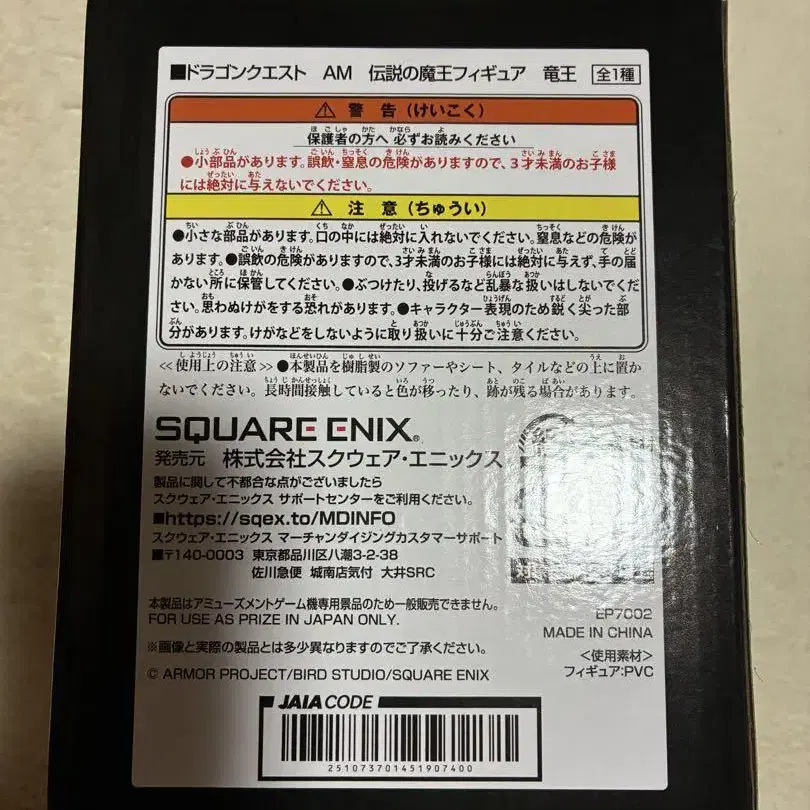 ■ドラゴンクエスト AM 伝説の魔王フィギュア 竜王 全1種
⚠ 警告(けいこく)
保護者の方へ 必ずお読みください
●小部品があります。誤飲・窒息の危険がありますので、3才未満のお子様
には絶対に与えないでください。
⚠ 注意(ちゅうい)
●小さな部品があります。口の中には絶対に入れないでください。窒息などの危険が
あります。●誤飲の危険がありますので、3才未満のお子様には絶対に与えず、手の届
かない所に保管してください。●ぶつけたり、投げるなど乱暴な扱いはしないでくだ
さい。思わぬけがをする恐れがあります。●キャラクター表現のため鋭く尖った部
分があります。けがなどをしないように取り扱いに十分ご注意ください。
≪使用上の注意≫ ●本製品を樹脂製のソファーやシート、タイルなどの上に置か
ないでください。長時間接触していると色が移ったり、跡が残る場合があります。
SQUARE ENIX®
発売元 株式会社スクウェア・エニックス
製品に関して不都合な点がございましたら
スクウェア・エニックス サポートセンターをご利用ください。
■https://sqex.to/MDINFO
スクウェア・エニックス マーチャンダイジングカスタマーサポート
■〒140-0003 東京都品川区八潮3-2-38
佐川急便 城南店気付 大井SRC
本製品はアミューズメントゲーム機専用景品のため一般販売できません。
FOR USE AS PRIZE IN JAPAN ONLY.
※画像と実際の製品とは多少異なりますのでご了承ください。
© ARMOR PROJECT/BIRD STUDIO/SQUARE ENIX
EP7002
MADE IN CHINA
<使用素材>
フィギュア:PVC
JAIA CODE
251073701451907400